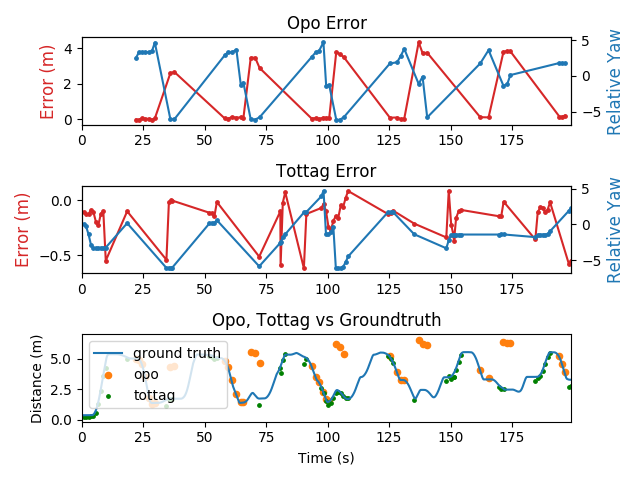 Opo Error
Error (m)
4
2
0
5
0
−5
Relative Yaw
0 25 50 75 100 125 150 175
Tottag Error
Error (m)
0.0
−0.5
5
0
−5
Relative Yaw
0 25 50 75 100 125 150 175
Opo, Tottag vs Groundtruth
Distance (m)
5.0
2.5
0.0
ground truth
opo
tottag
0 25 50 75 100 125 150 175
Time (s)